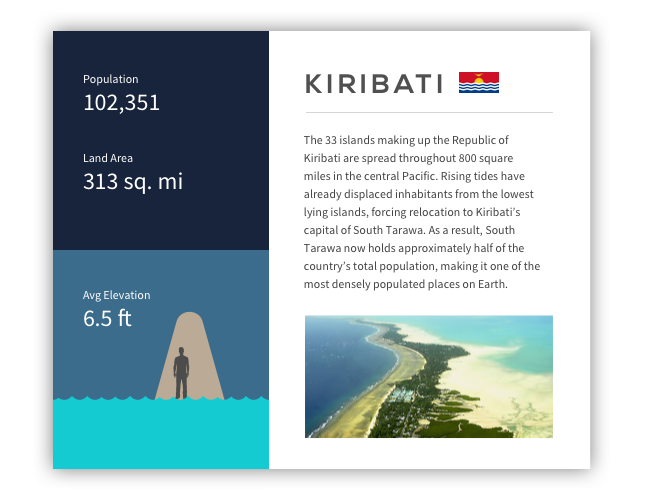 Population
102,351
Land Area
313 sq. mi
Avg Elevation
6.5 ft
KIRIBATI
The 33 islands making up the Republic of
Kiribati are spread throughout 800 square
miles in the central Pacific. Rising tides have
already displaced inhabitants from the lowest
lying islands, forcing relocation to Kiribati's
capital of South Tarawa. As a result, South
Tarawa now holds approximately half of the
country's total population, making it one of the
most densely populated places on Earth.